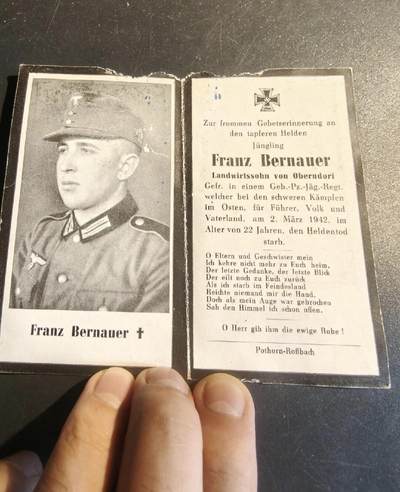 Franz Bernauer †
Zur frommen Gebetserinnerung an
den tapferen Helden
Jüngling
Franz Bernauer
Landwirtssohn von Oberndorf
Gefr. in einem Geb.-Pz.-Jäg.-Regt.
welcher bei den schweren Kämpfen
im Osten, für Führer, Volk und
Vaterland, am 2. März 1942, im
Alter von 22 Jahren, den Heldentod
starb.
O Eltern und Geschwister mein
Ich kehre nicht mehr zu Euch heim,
Der letzte Gedanke, der letzte Blick
Der eilt noch zu Euch zurück
Als ich starb im Feindesland
Reichte niemand mir die Hand,
Doch als mein Auge war gebrochen
Sah den Himmel ich schon offen.
O Herr gib ihm die ewige Ruhe!
Pothorn-Roßbach